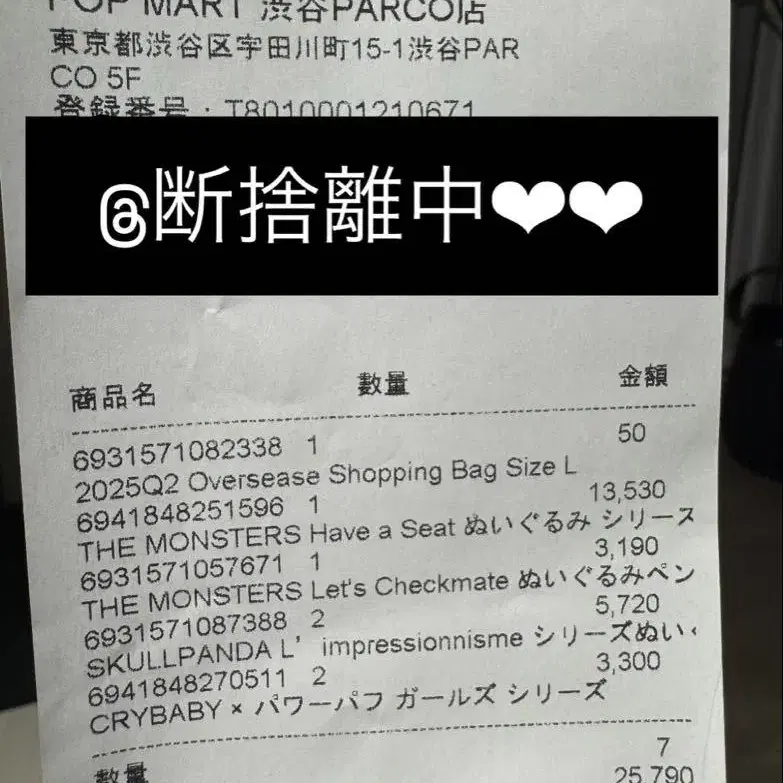 POP MART 渋谷PARCO店
東京都渋谷区宇田川町15-1渋谷PAR
CO 5F
登録番号：T8010001210671
@断捨離中❤❤
商品名 数量 金額
6931571082338 1 50
2025Q2 Oversease Shopping Bag Size L
6941848251596 1 13,530
THE MONSTERS Have a Seat ぬいぐるみ シリーズ
6931571057671 1 3,190
THE MONSTERS Let's Checkmate ぬいぐるみペン
6931571087388 2 5,720
SKULLPANDA L' impressionnisme シリーズぬい
6941848270511 2 3,300
CRYBABY × パワーパフ ガールズ シリーズ
7
数量
25,790